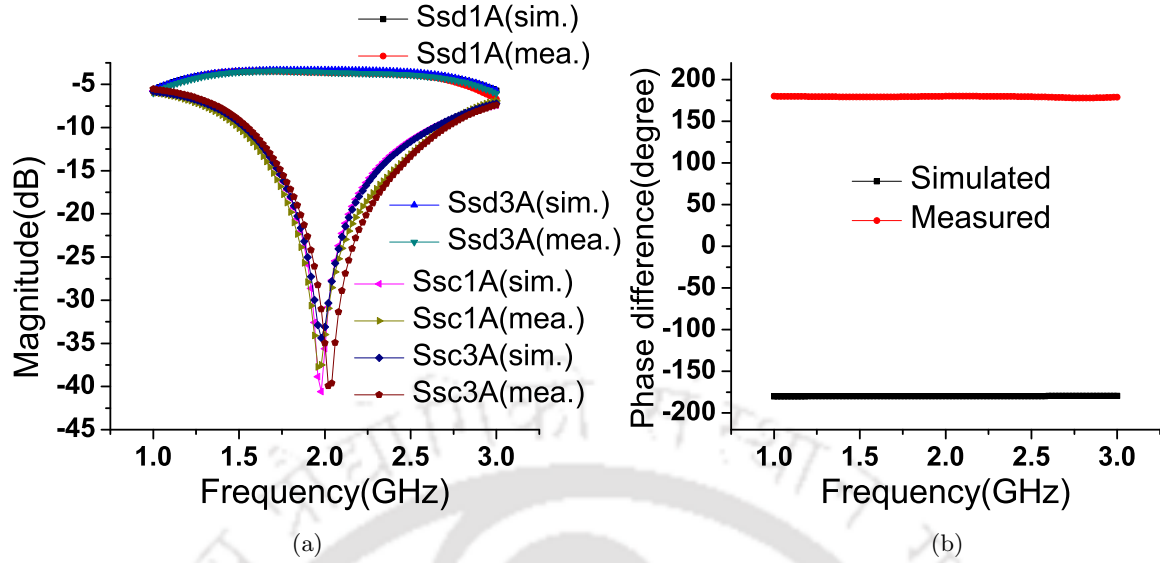 Ssd1A(sim.)
Ssd1A(mea.)
-5
-10
-15
-20
-25
-30
-35
-40
-45
Magnitude(dB)
Ssd3A(sim.)
Ssd3A(mea.)
Ssc1A(sim.)
Ssc1A(mea.)
Ssc3A(sim.)
Ssc3A(mea.)
1.0 1.5 2.0 2.5 3.0
Frequency(GHz)
(a)
200
150
100
50
0
-50
-100
-150
-200
Phase difference(degree)
Simulated
Measured
1.0 1.5 2.0 2.5 3.0
Frequency(GHz)
(b)